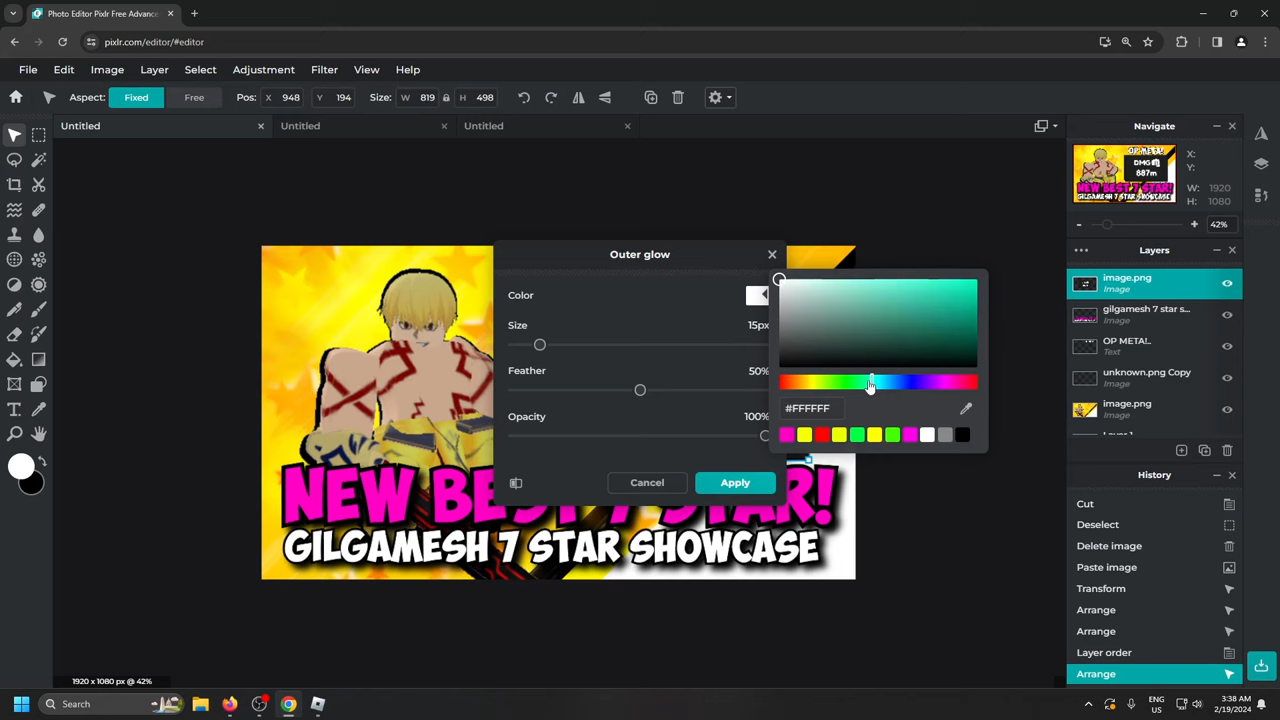 Photo Editor Pixlr Free Advance
pixlr.com/editor/#editor
File Edit Image Layer Select Adjustment Filter View Help
Aspect: Fixed Free Pos: X 948 Y 194 Size: W 819 H 498
Untitled
Untitled
Untitled
Navigate
OP META!
DMG
887m
NEW BEST 7 STAR!
GILGAMESH 7 STAR SHOWCASE
X:
Y:
W: 1920
H: 1080
42%
Layers
image.png
Image
gilgamesh 7 star s...
Image
OP META!..
Text
unknown.png Copy
Image
image.png
Image
Outer glow
Color
Size 15px
Feather 50%
Opacity 100%
Cancel Apply
#FFFFFF
NEW BEST 7 STAR!
GILGAMESH 7 STAR SHOWCASE
History
Cut
Deselect
Delete image
Paste image
Transform
Arrange
Arrange
Layer order
Arrange
1920 x 1080 px @ 42%
Search
ENG
US
3:38 AM
2/19/2024